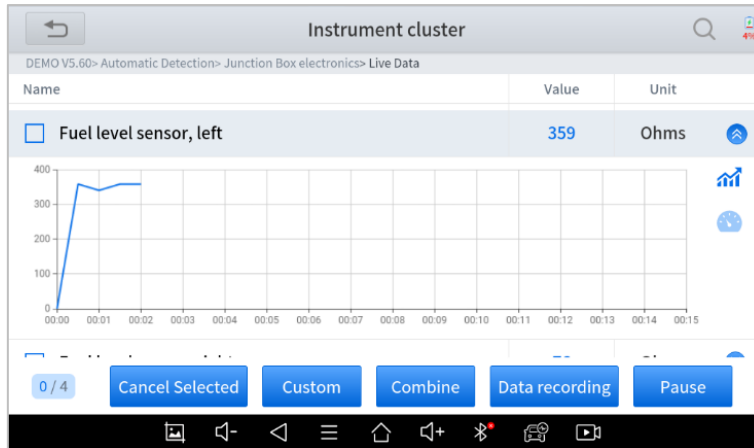 Instrument cluster
4%
DEMO V5.60> Automatic Detection> Junction Box electronics> Live Data
Name Value Unit
Fuel level sensor, left 359 Ohms
400
300
200
100
0
00:00 00:01 00:02 00:03 00:04 00:05 00:06 00:07 00:08 00:09 00:10 00:11 00:12 00:13 00:14 00:15
0 / 4 Cancel Selected Custom Combine Data recording Pause